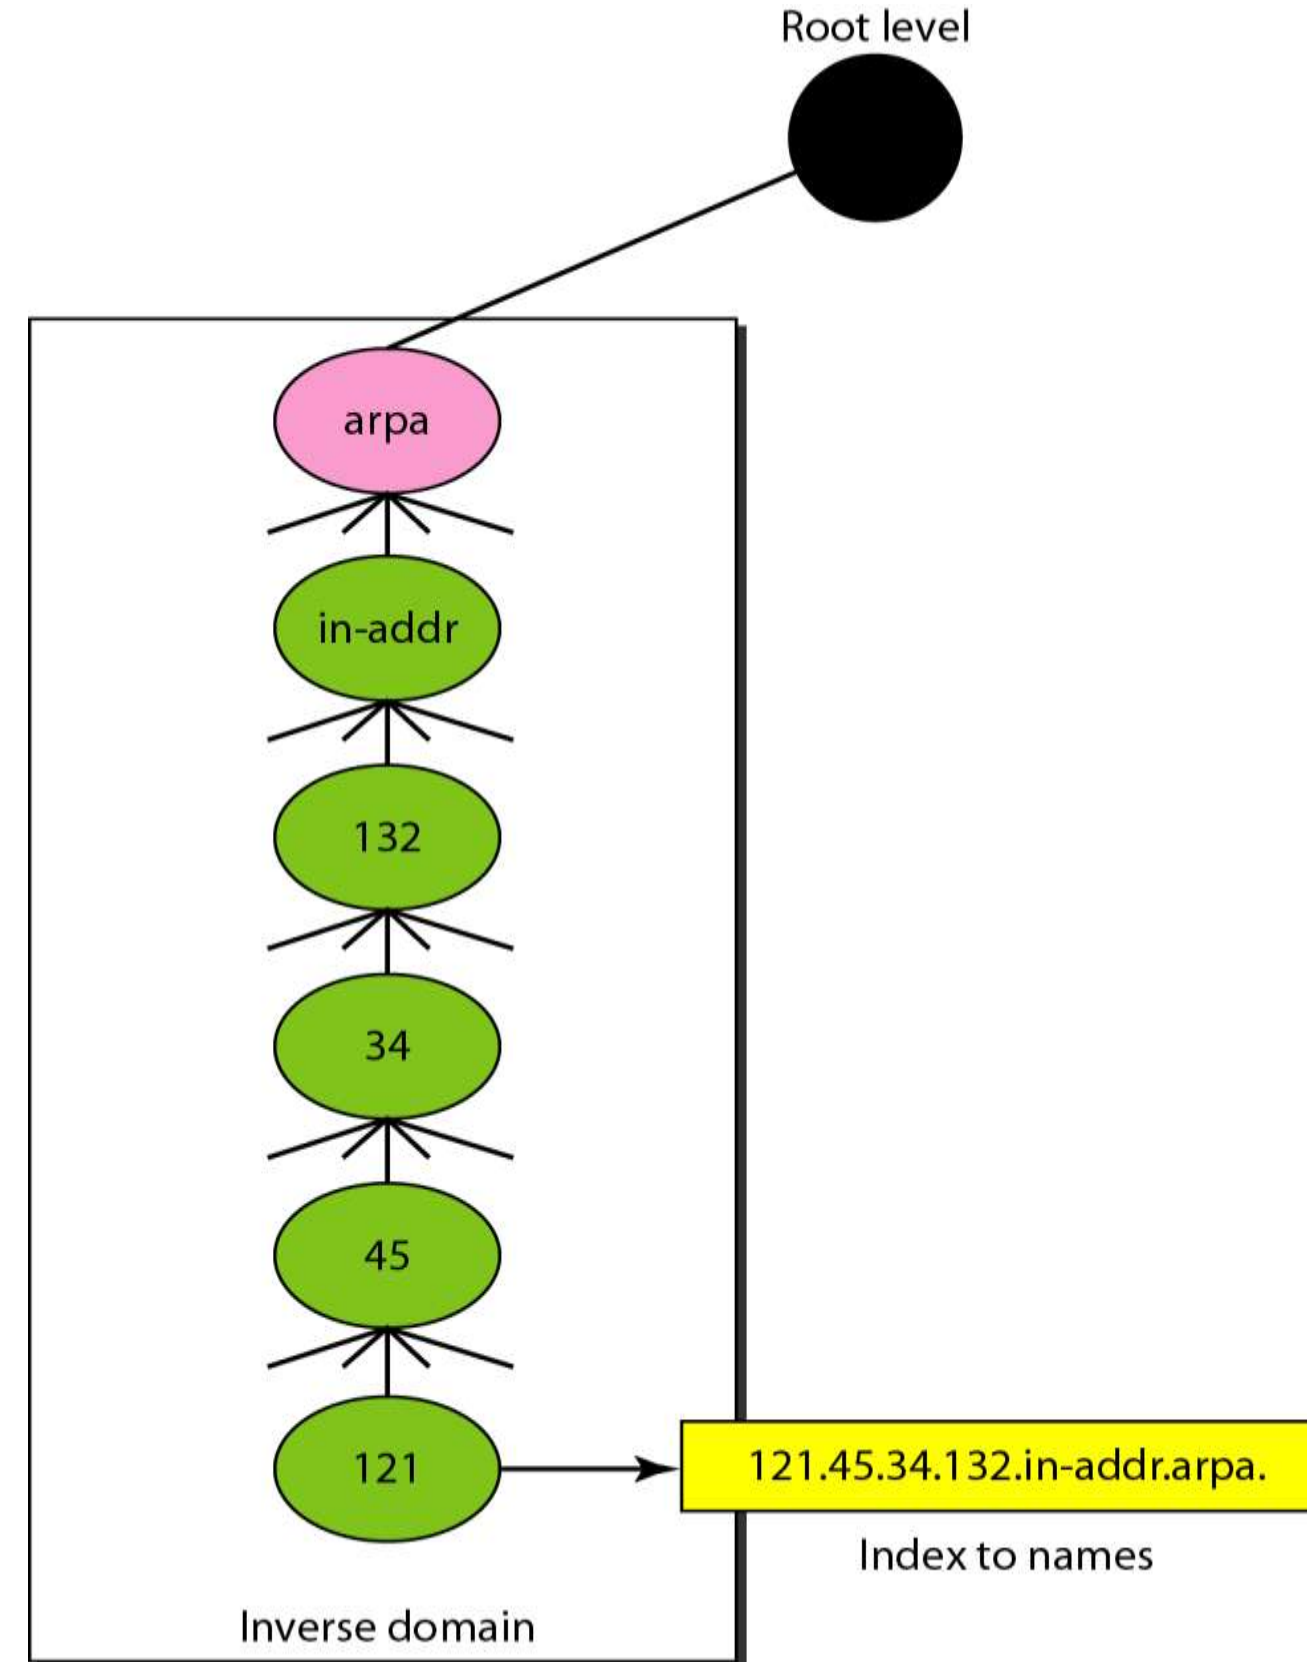 Root level
arpa
in-addr
132
34
45
121
121.45.34.132.in-addr.arpa.
Index to names
Inverse domain